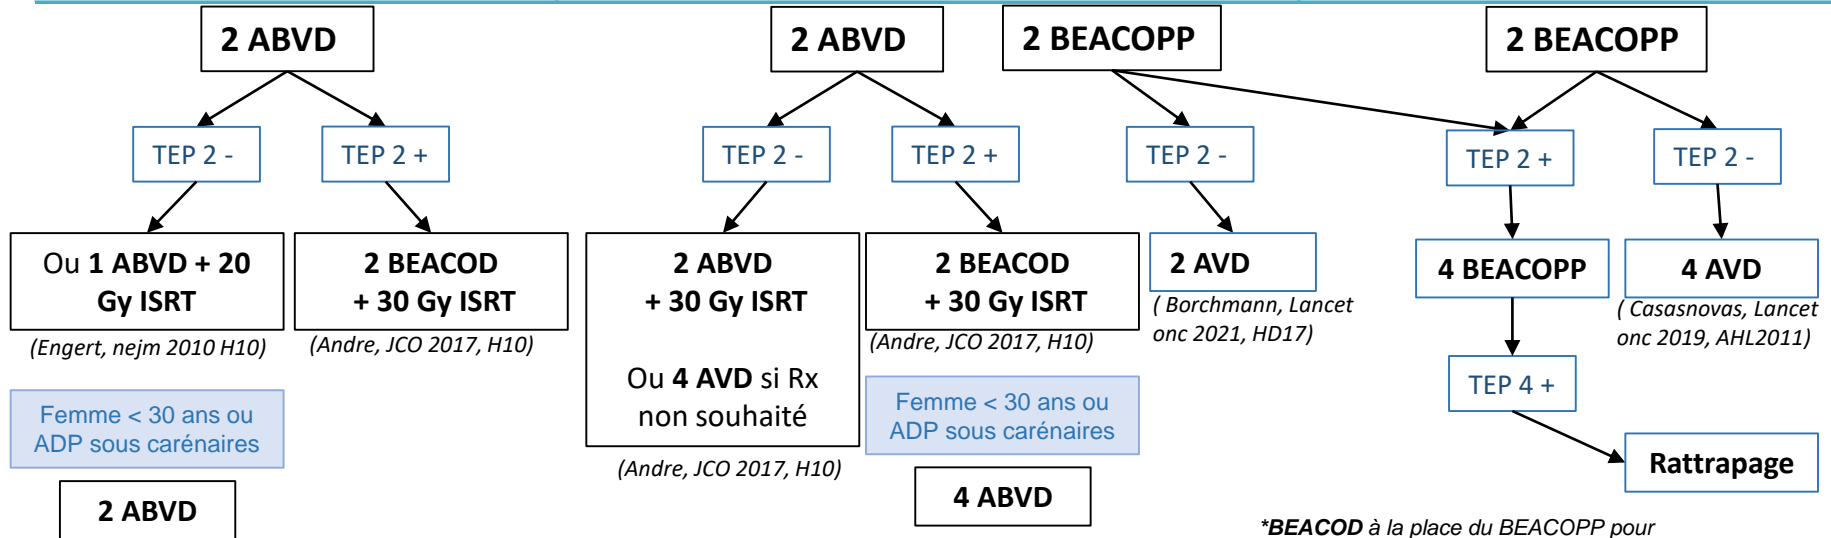 2 ABVD
2 ABVD
2 BEACOPP
2 BEACOPP
TEP 2 -
TEP 2 +
TEP 2 -
TEP 2 +
TEP 2 -
TEP 2 +
TEP 2 -
Ou 1 ABVD + 20
Gy ISRT
(Engert, nejm 2010 H10)
2 BEACOD
+ 30 Gy ISRT
(Andre, JCO 2017, H10)
2 ABVD
+ 30 Gy ISRT
Ou 4 AVD si Rx
non souhaité
(Andre, JCO 2017, H10)
2 BEACOD
+ 30 Gy ISRT
(Andre, JCO 2017, H10)
2 AVD
( Borchmann, Lancet
onc 2021, HD17)
4 BEACOPP
4 AVD
( Casasnovas, Lancet
onc 2019, AHL2011)
TEP 4 +
Rattrapage
Femme < 30 ans ou
ADP sous carénaires
2 ABVD
Femme < 30 ans ou
ADP sous carénaires
4 ABVD
*BEACOD à la place du BEACOPP pour